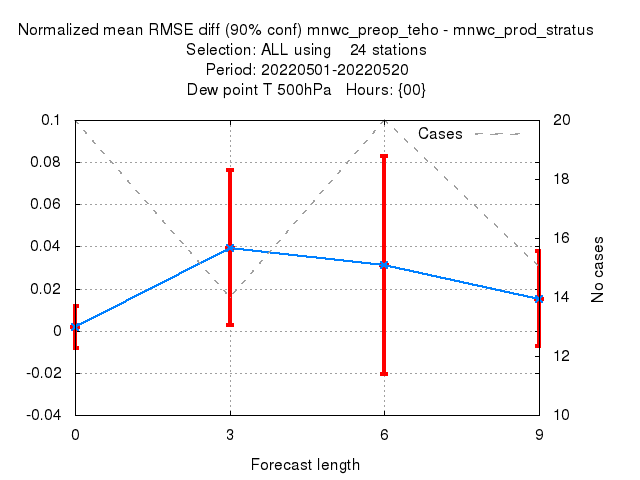 Normalized mean RMSE diff (90% conf) mnwc_preop_teho - mnwc_prod_stratus
Selection: ALL using    24 stations
Period: 20220501-20220520
Dew point T 500hPa   Hours: {00}
Cases
0.1
0.08
0.06
0.04
0.02
0
-0.02
-0.04
20
18
16
14
12
10
No cases
0
3
6
9
Forecast length